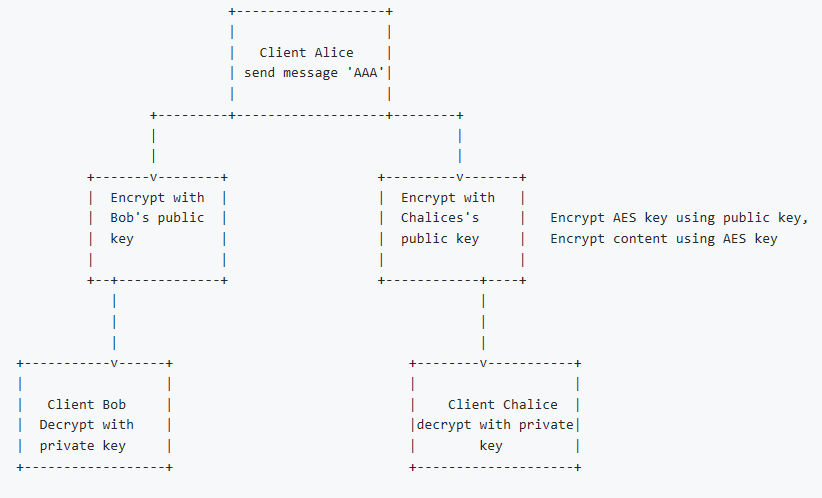 Client Alice
send message 'AAA'
Encrypt with
Bob's public
key
Encrypt with
Chalices's
public key
Encrypt AES key using public key,
Encrypt content using AES key
Client Bob
Decrypt with
private key
Client Chalice
decrypt with private
key